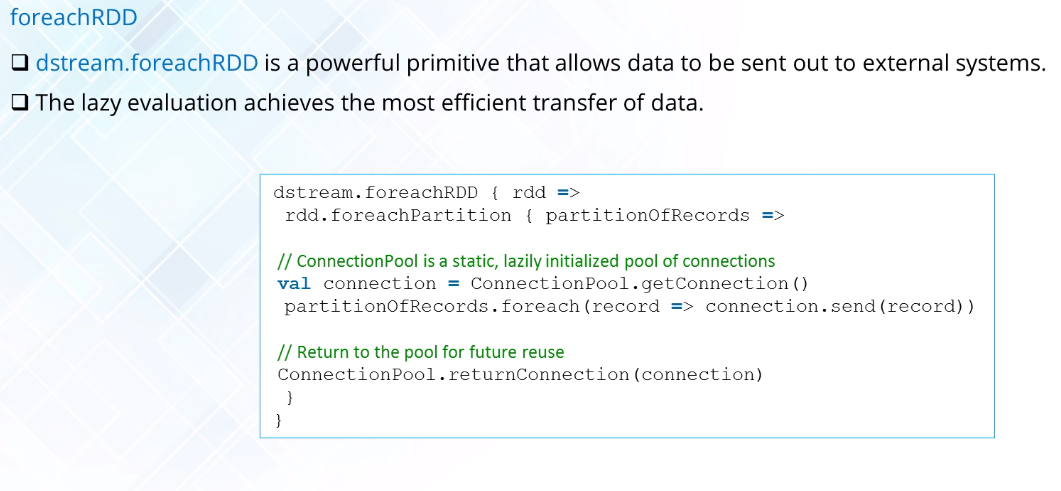 foreachRDD
❑ dstream.foreachRDD is a powerful primitive that allows data to be sent out to external systems.
❑ The lazy evaluation achieves the most efficient transfer of data.
dstream.foreachRDD { rdd =>
 rdd.foreachPartition { partitionOfRecords =>
// ConnectionPool is a static, lazily initialized pool of connections
val connection = ConnectionPool.getConnection()
 partitionOfRecords.foreach(record => connection.send(record))
// Return to the pool for future reuse
ConnectionPool.returnConnection(connection)
 }
}